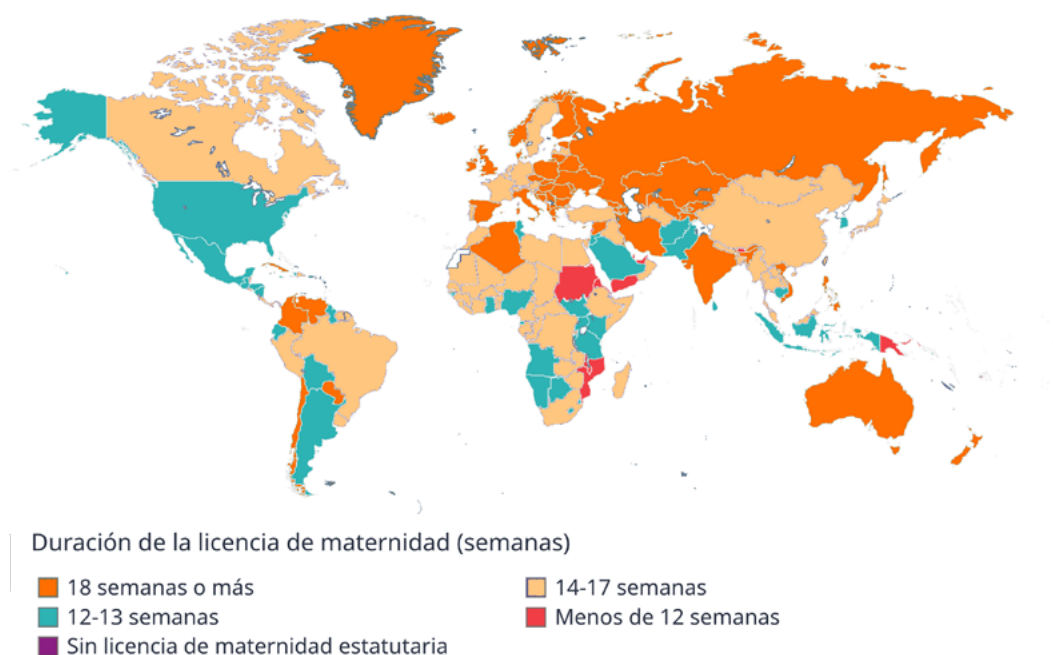 Duración de la licencia de maternidad (semanas)
18 semanas o más
14-17 semanas
12-13 semanas
Menos de 12 semanas
Sin licencia de maternidad estatutaria